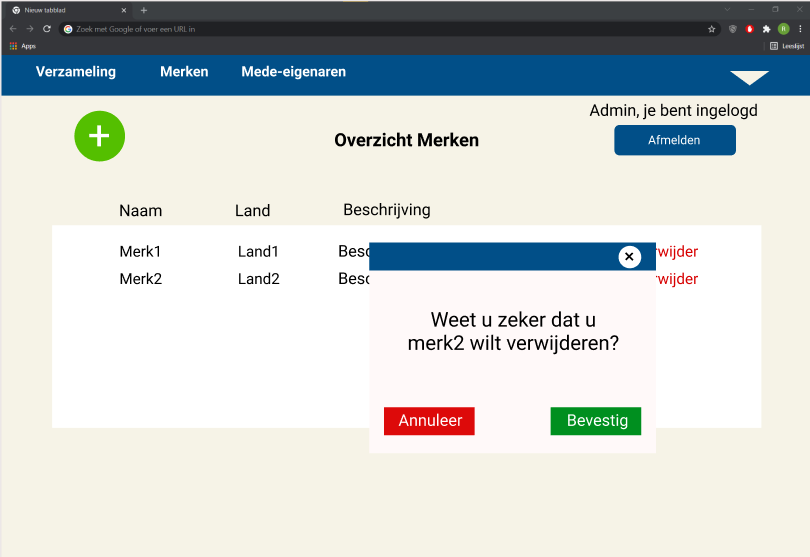 Nieuw tabblad
Zoek met Google of voer een URL in
R
Apps
Leeslijst
Verzameling Merken Mede-eigenaren
Admin, je bent ingelogd
Afmelden
Overzicht Merken
Naam Land Beschrijving
Merk1 Land1 Besc wijder
Merk2 Land2 Besc wijder
Weet u zeker dat u
merk2 wilt verwijderen?
Annuleer Bevestig